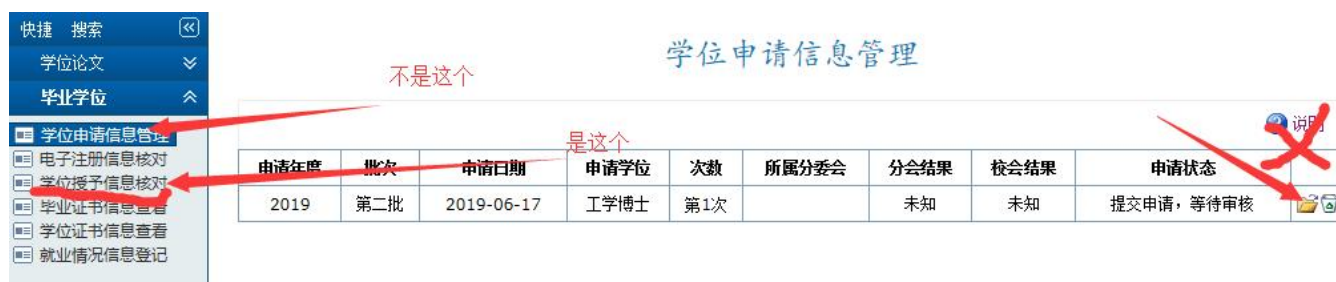 快捷 搜索
学位论文
毕业学位
学位申请信息管理
电子注册信息核对
学位授予信息核对
毕业证书信息查看
学位证书信息查看
就业情况信息登记
不是这个
是这个
学位申请信息管理
说明
申请年度 批次 申请日期 申请学位 次数 所属分委会 分会结果 校会结果 申请状态
2019 第二批 2019-06-17 工学博士 第1次 未知 未知 提交申请，等待审核